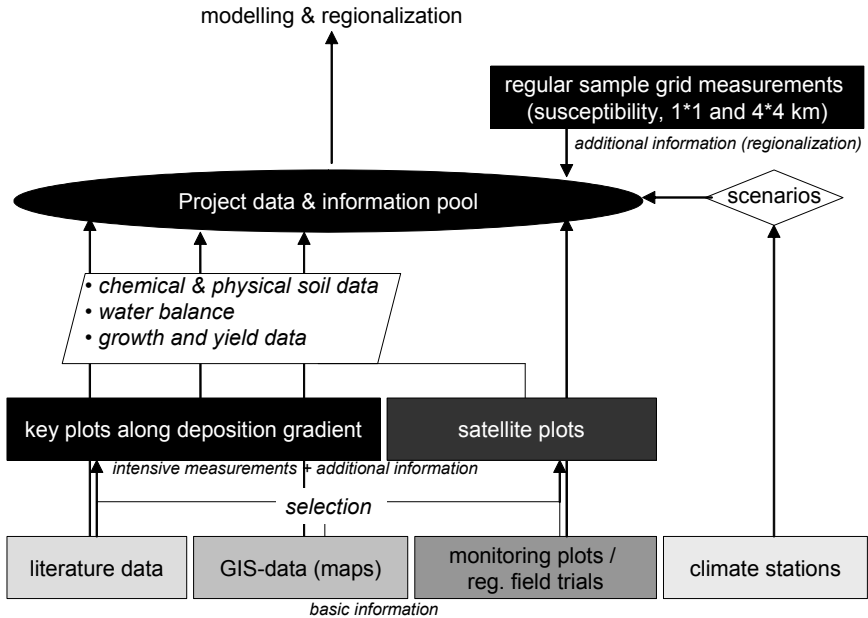 modelling & regionalization
regular sample grid measurements
(susceptibility, 1*1 and 4*4 km)
additional information (regionalization)
Project data & information pool
scenarios
• chemical & physical soil data
• water balance
• growth and yield data
key plots along deposition gradient
satellite plots
intensive measurements + additional information
selection
literature data
GIS-data (maps)
monitoring plots /
reg. field trials
climate stations
basic information